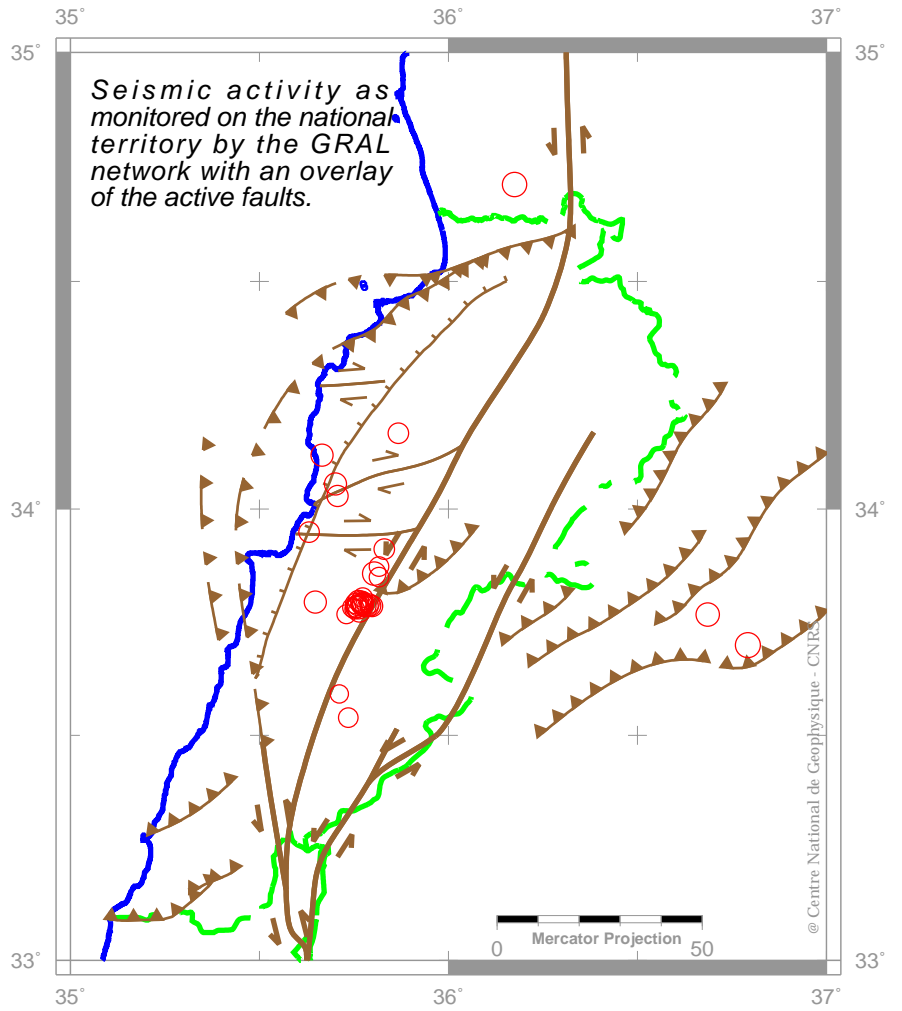 35° 36° 37°
35° 35°
Seismic activity as
monitored on the national
territory by the GRAL
network with an overlay
of the active faults.
34° 34°
@ Centre National de Geophysique - CNRS
Mercator Projection
0 50
33° 33°
35° 36° 37°